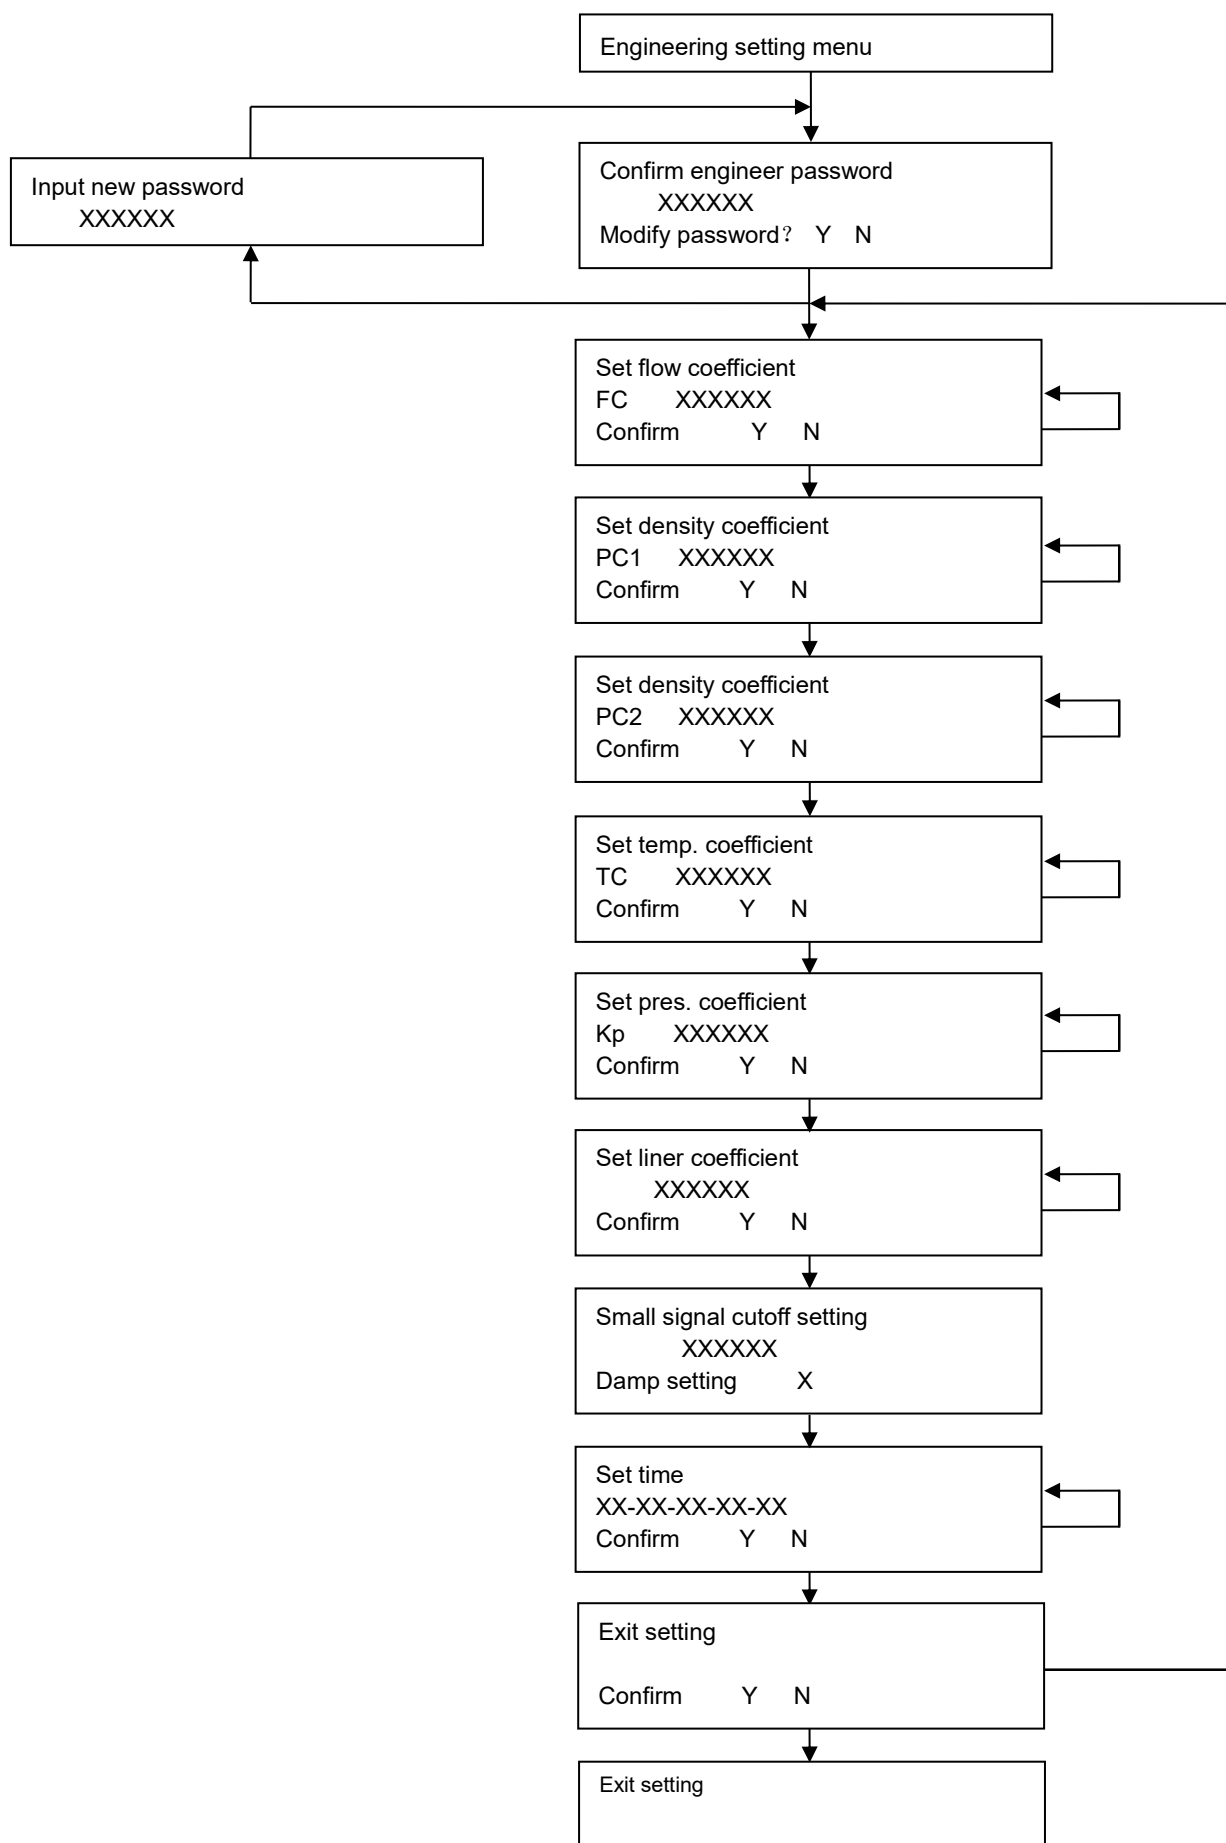 Engineering setting menu
Input new password
XXXXXX
Confirm engineer password
XXXXXX
Modify password？ Y N
Set flow coefficient
FC XXXXXX
Confirm Y N
Set density coefficient
PC1 XXXXXX
Confirm Y N
Set density coefficient
PC2 XXXXXX
Confirm Y N
Set temp. coefficient
TC XXXXXX
Confirm Y N
Set pres. coefficient
Kp XXXXXX
Confirm Y N
Set liner coefficient
XXXXXX
Confirm Y N
Small signal cutoff setting
XXXXXX
Damp setting X
Set time
XX-XX-XX-XX-XX
Confirm Y N
Exit setting
Confirm Y N
Exit setting